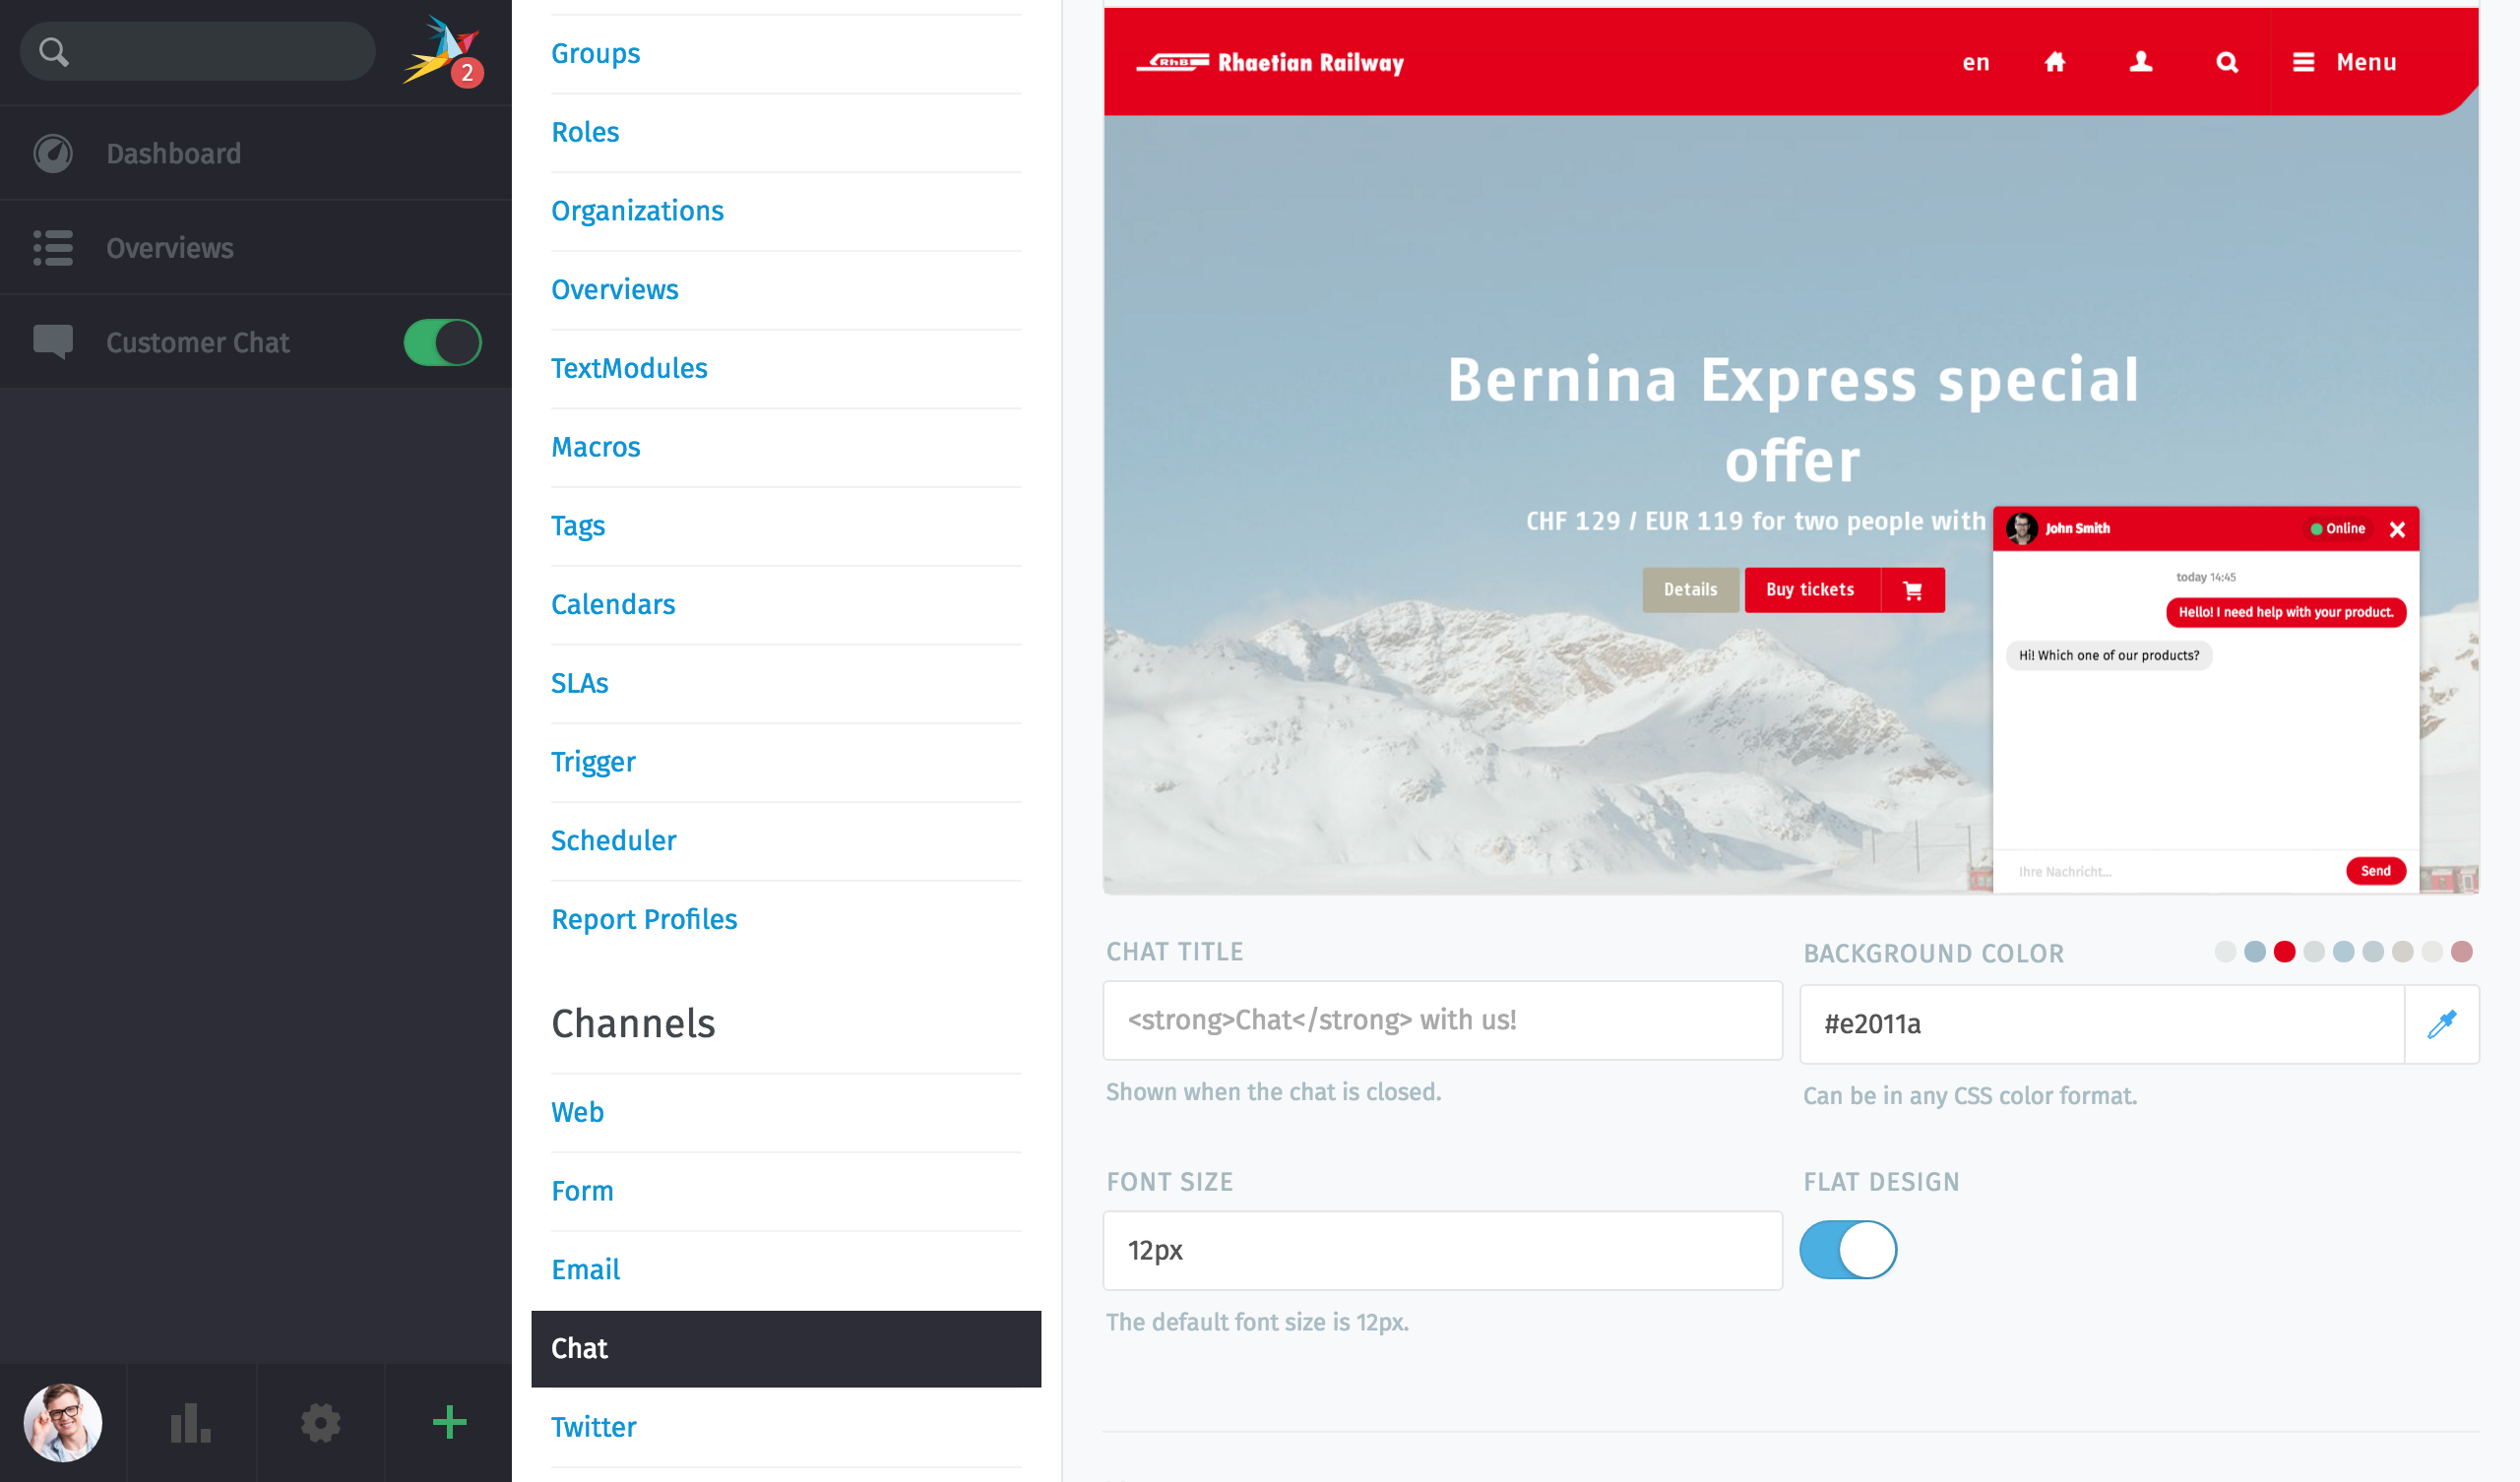 2
Dashboard
Overviews
Customer Chat
Groups
Roles
Organizations
Overviews
TextModules
Macros
Tags
Calendars
SLAs
Trigger
Scheduler
Report Profiles
Channels
Web
Form
Email
Chat
Twitter
RhB Rhaetian Railway
en
Menu
Bernina Express special
offer
CHF 129 / EUR 119 for two people with
Details
Buy tickets
John Smith
Online
today 14:45
Hello! I need help with your product.
Hi! Which one of our products?
Ihre Nachricht...
Send
CHAT TITLE
<strong>Chat</strong> with us!
Shown when the chat is closed.
BACKGROUND COLOR
#e2011a
Can be in any CSS color format.
FONT SIZE
12px
The default font size is 12px.
FLAT DESIGN